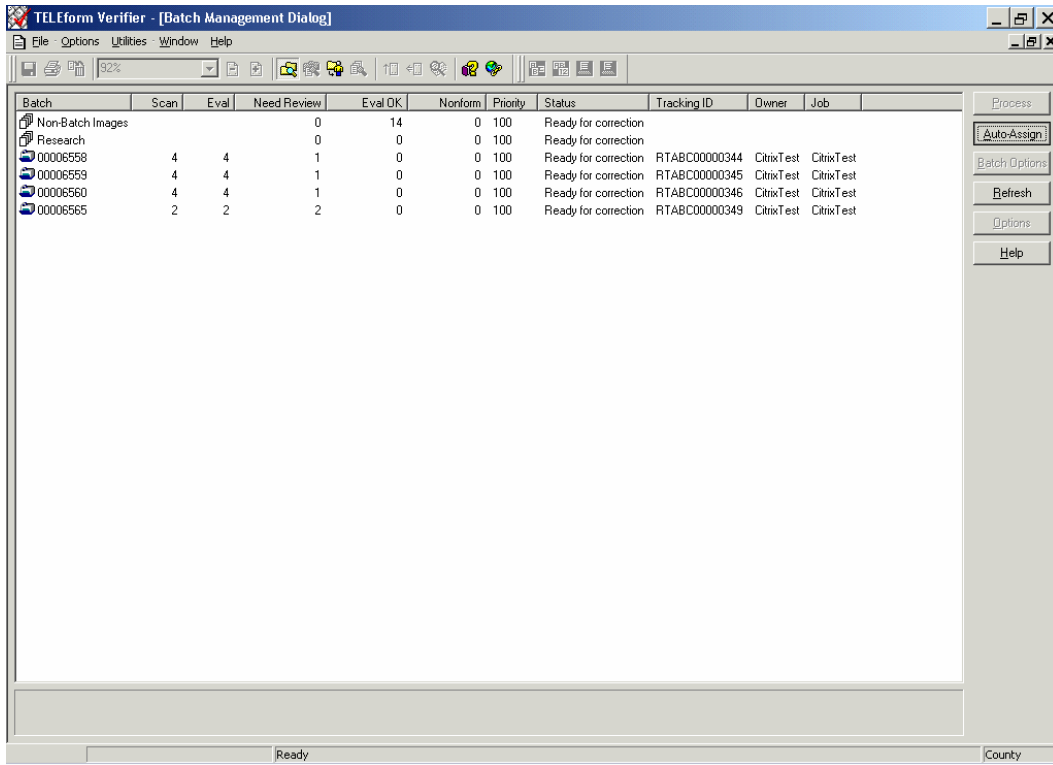 TELEform Verifier - [Batch Management Dialog]
File Options Utilities Window Help
92%
Batch Scan Eval Need Review Eval OK Nonform Priority Status Tracking ID Owner Job
Non-Batch Images 0 14 0 100 Ready for correction
Research 0 0 0 100 Ready for correction
00006558 4 4 1 0 0 100 Ready for correction RTABC00000344 CitrixTest CitrixTest
00006559 4 4 1 0 0 100 Ready for correction RTABC00000345 CitrixTest CitrixTest
00006560 4 4 1 0 0 100 Ready for correction RTABC00000346 CitrixTest CitrixTest
00006565 2 2 2 0 0 100 Ready for correction RTABC00000349 CitrixTest CitrixTest
Process
Auto-Assign
Batch Options
Refresh
Options
Help
Ready
County